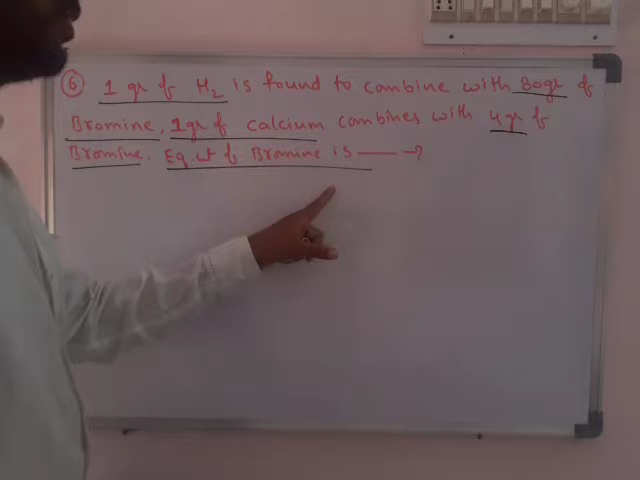 ⑥ 1 gr of H₂ is found to combine with 80gr of
Bromine, 1gr of calcium combines with 4gr of
Bromine. Eq. wt of Bromine is —→